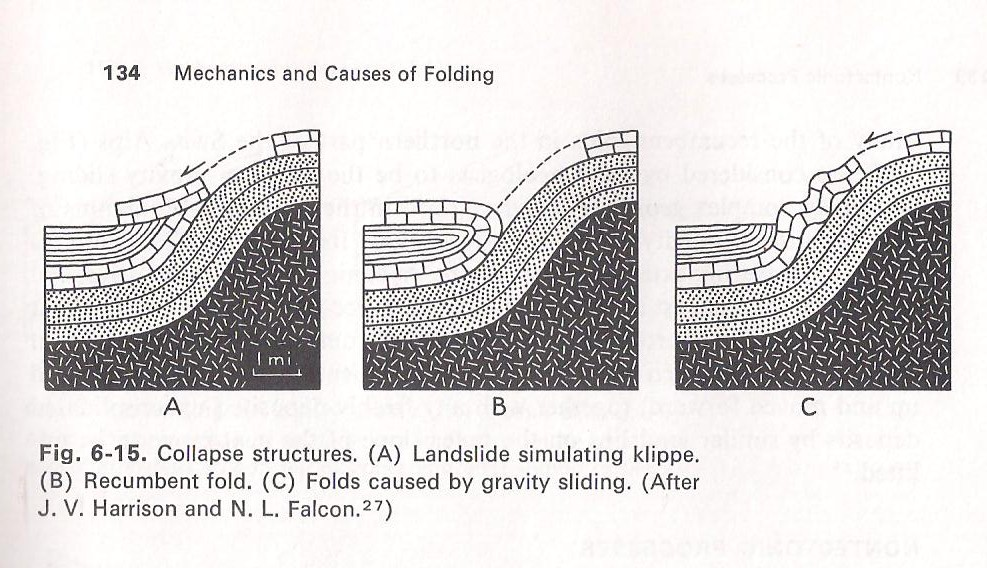 134 Mechanics and Causes of Folding
1 mi
A B C
Fig. 6-15. Collapse structures. (A) Landslide simulating klippe.
(B) Recumbent fold. (C) Folds caused by gravity sliding. (After
J. V. Harrison and N. L. Falcon.²⁷)